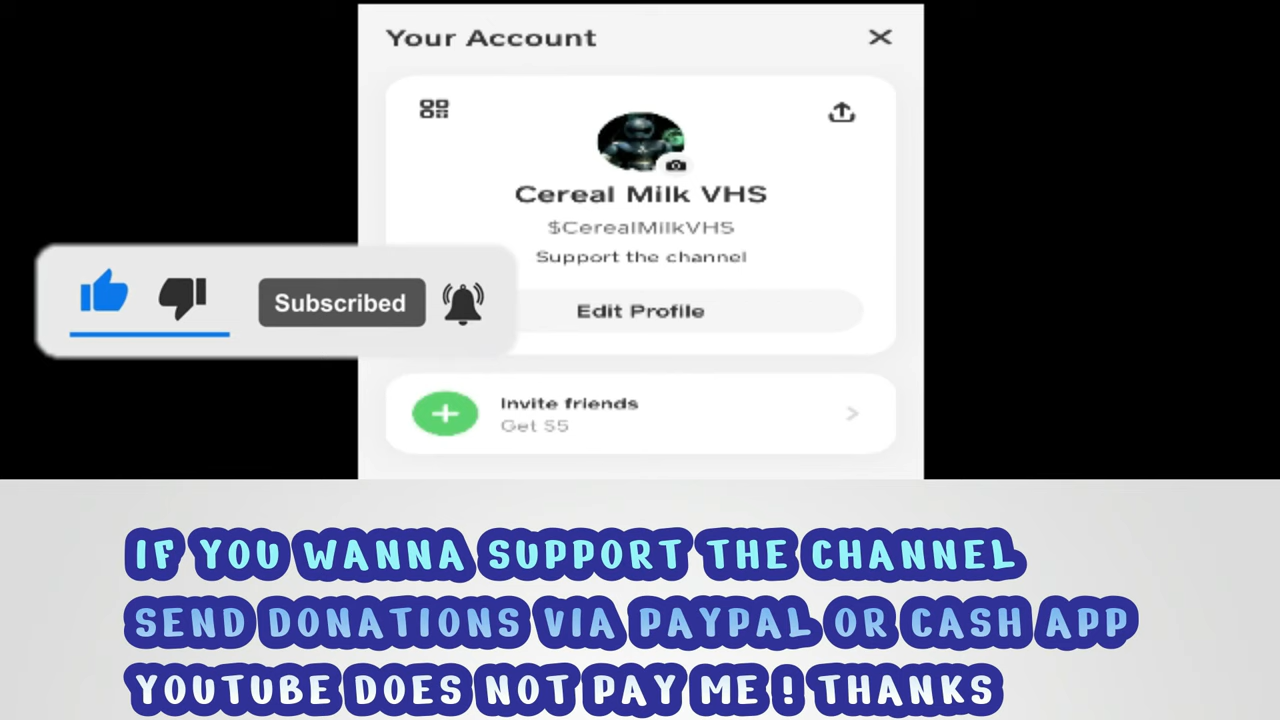 Your Account
Cereal Milk VHS
$CerealMilkVHS
Support the channel
Subscribed
Edit Profile
Invite friends
Get $5
IF YOU WANNA SUPPORT THE CHANNEL
SEND DONATIONS VIA PAYPAL OR CASH APP
YOUTUBE DOES NOT PAY ME ! THANKS